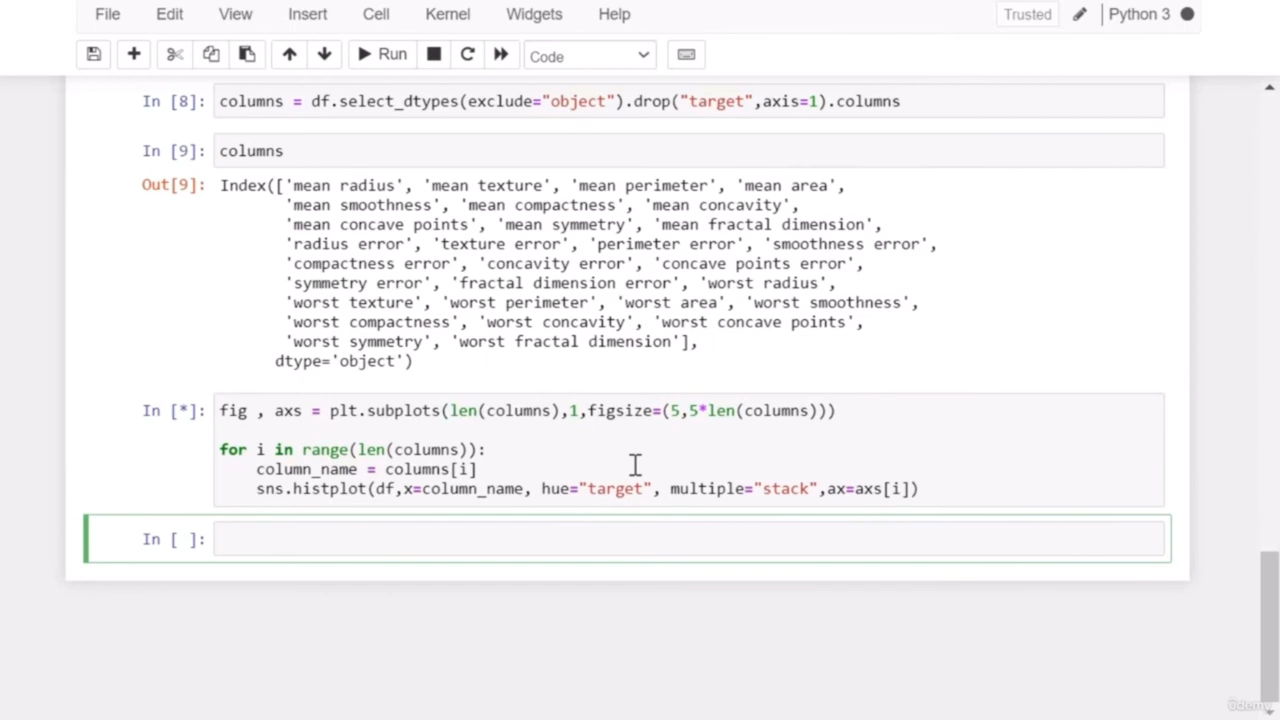 File Edit View Insert Cell Kernel Widgets Help Trusted Python 3
Run Code
In [8]: columns = df.select_dtypes(exclude="object").drop("target",axis=1).columns
In [9]: columns
Out[9]: Index(['mean radius', 'mean texture', 'mean perimeter', 'mean area',
'mean smoothness', 'mean compactness', 'mean concavity',
'mean concave points', 'mean symmetry', 'mean fractal dimension',
'radius error', 'texture error', 'perimeter error', 'smoothness error',
'compactness error', 'concavity error', 'concave points error',
'symmetry error', 'fractal dimension error', 'worst radius',
'worst texture', 'worst perimeter', 'worst area', 'worst smoothness',
'worst compactness', 'worst concavity', 'worst concave points',
'worst symmetry', 'worst fractal dimension'],
dtype='object')
In [*]: fig , axs = plt.subplots(len(columns),1,figsize=(5,5*len(columns)))
for i in range(len(columns)):
column_name = columns[i]
sns.histplot(df,x=column_name, hue="target", multiple="stack",ax=axs[i])
In [ ]:
ûdemy